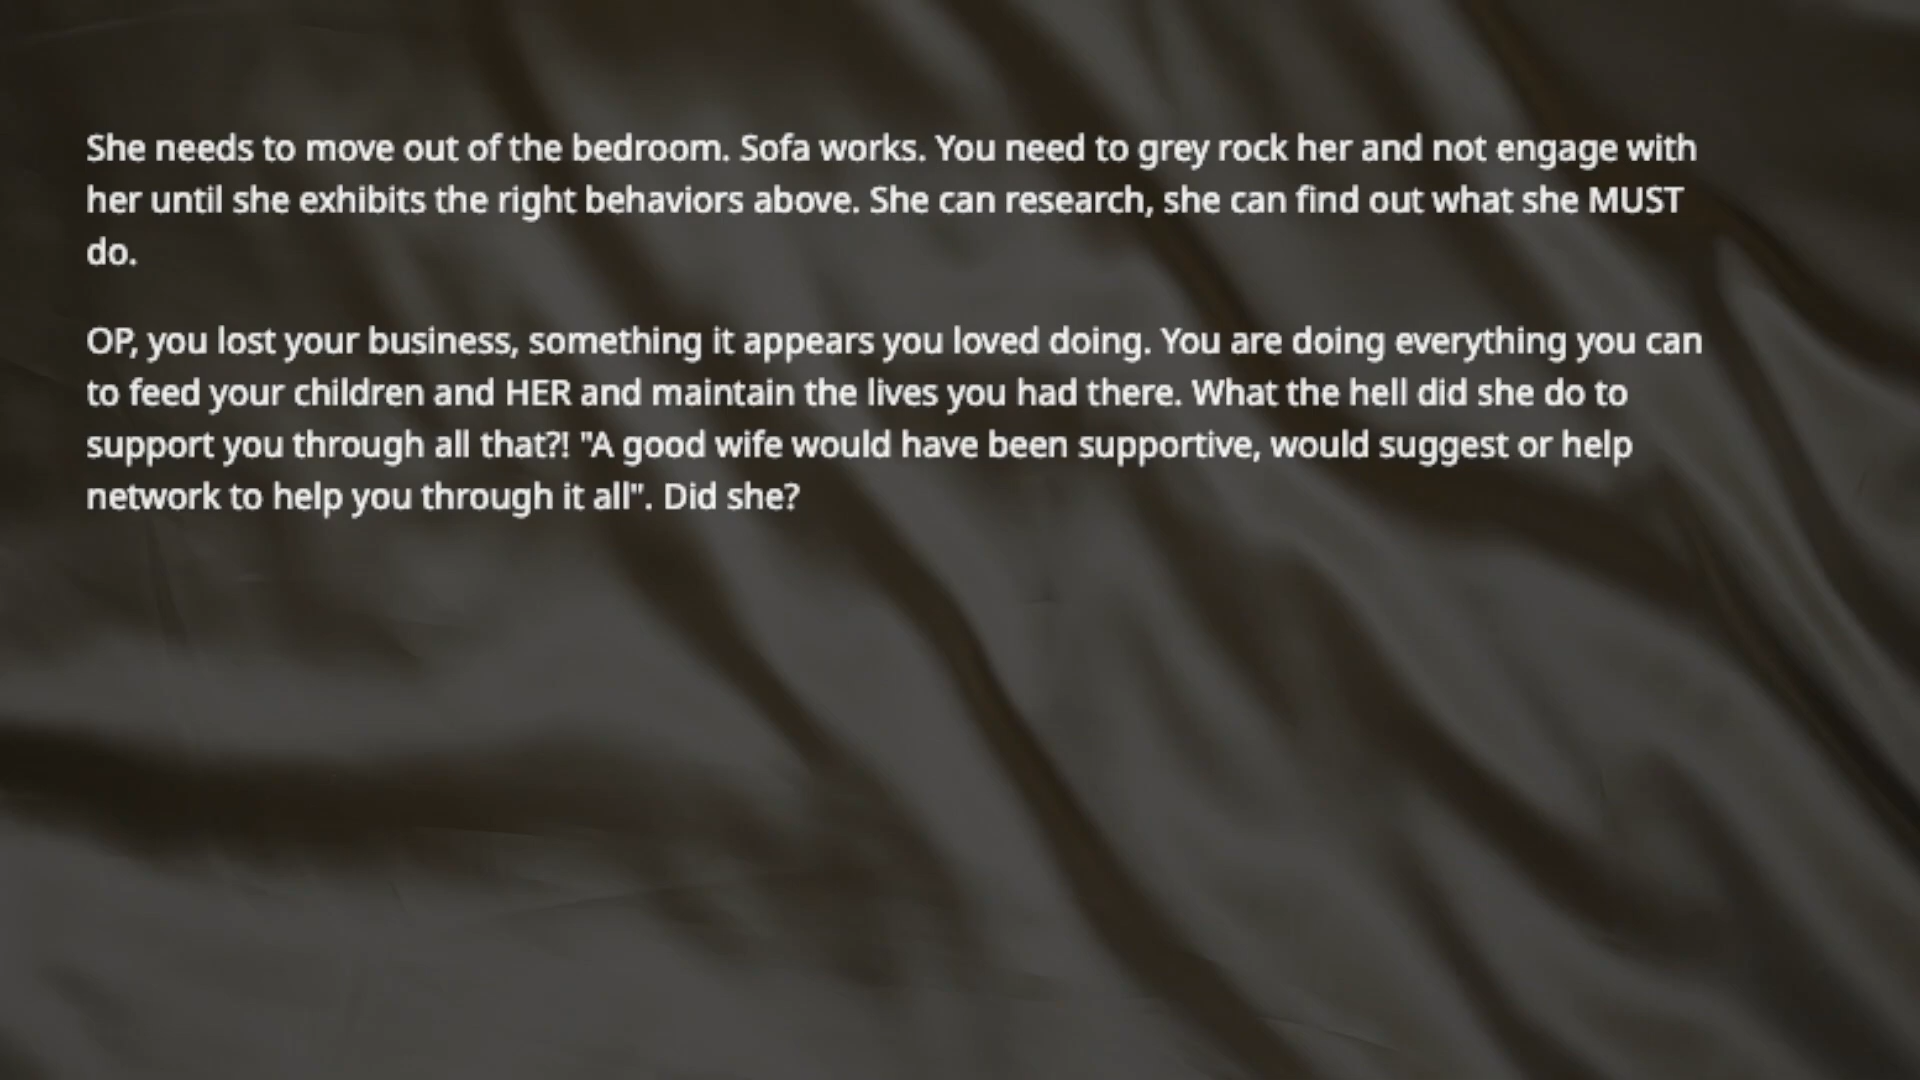 She needs to move out of the bedroom. Sofa works. You need to grey rock her and not engage with
her until she exhibits the right behaviors above. She can research, she can find out what she MUST
do.
OP, you lost your business, something it appears you loved doing. You are doing everything you can
to feed your children and HER and maintain the lives you had there. What the hell did she do to
support you through all that?! "A good wife would have been supportive, would suggest or help
network to help you through it all". Did she?